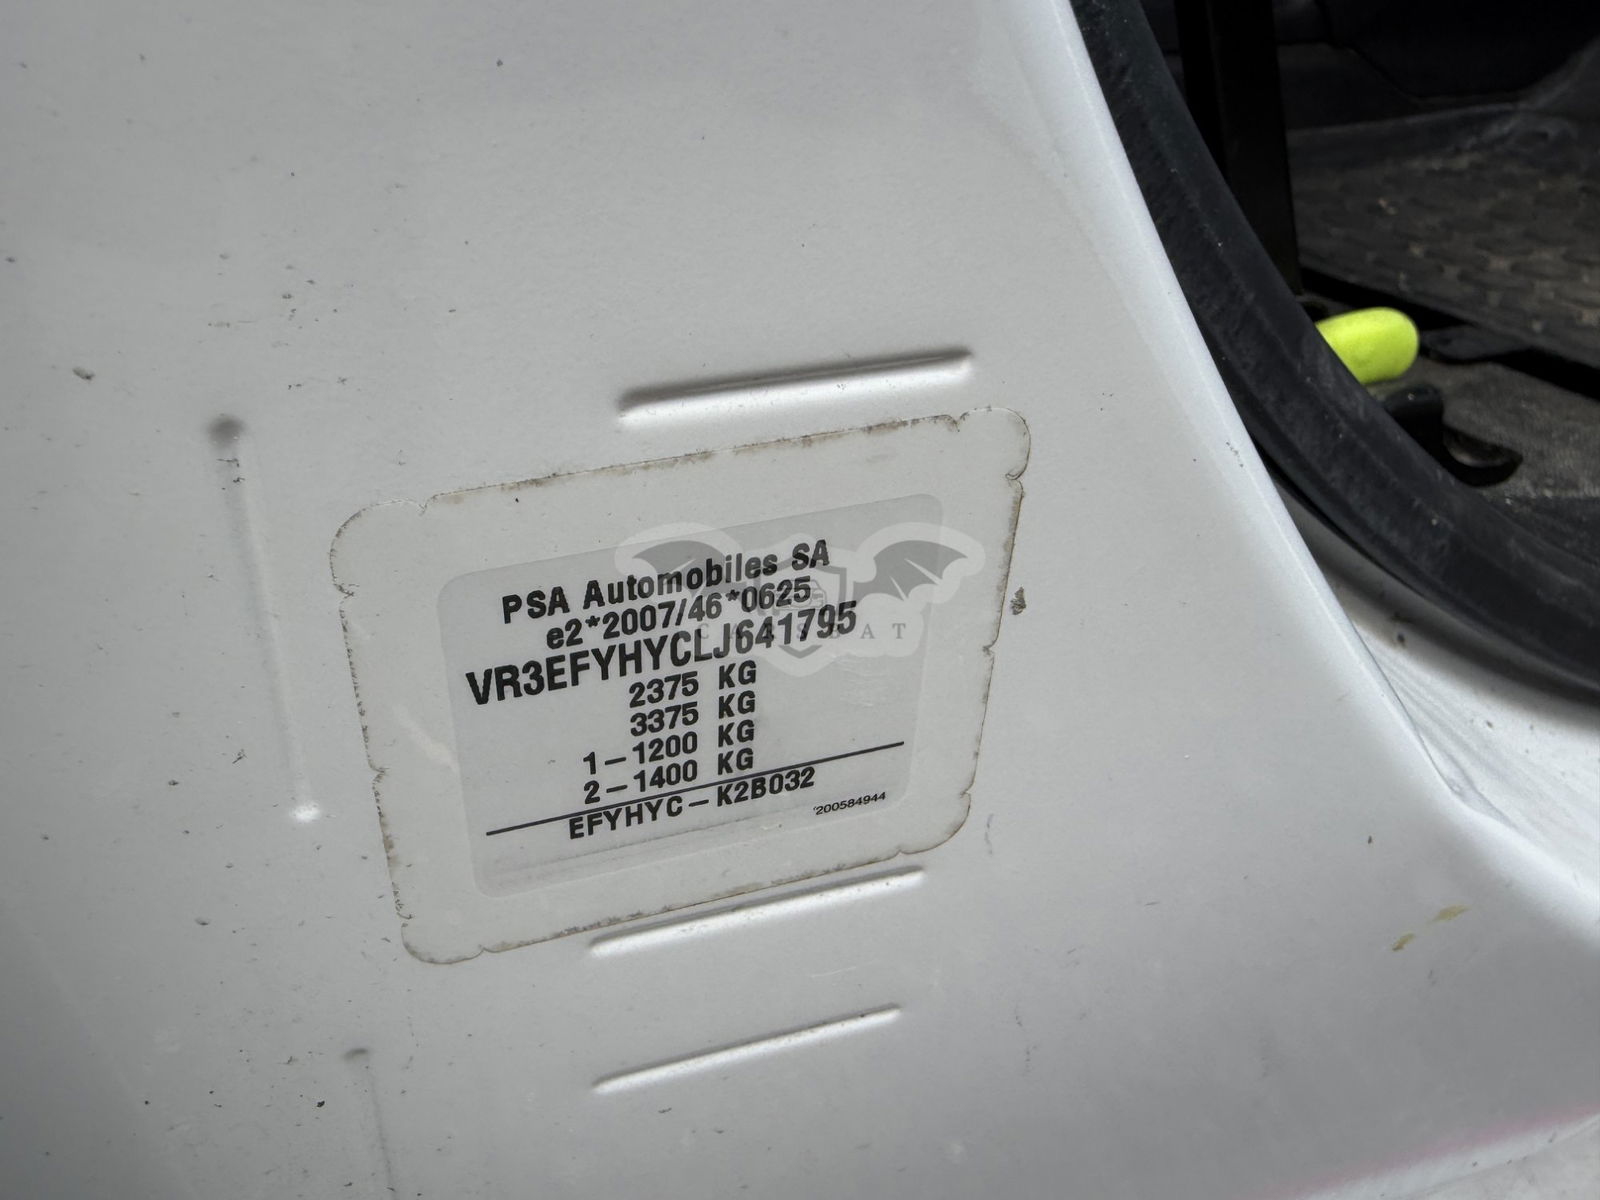 PSA Automobiles SA
e2*2007/46*0625
VR3EFYHYCLJ641795
2375 KG
3375 KG
1-1200 KG
2-1400 KG
EFYHYC-K2B032
'200584944
CARSBAT